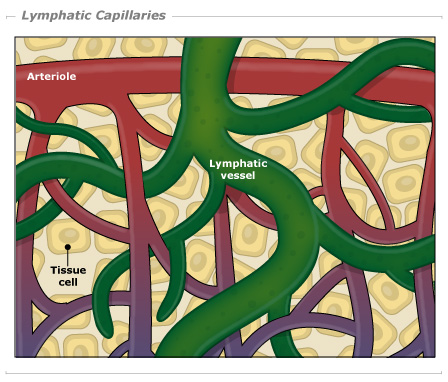 Lymphatic Capillaries
Arteriole
Lymphatic
vessel
Tissue
cell